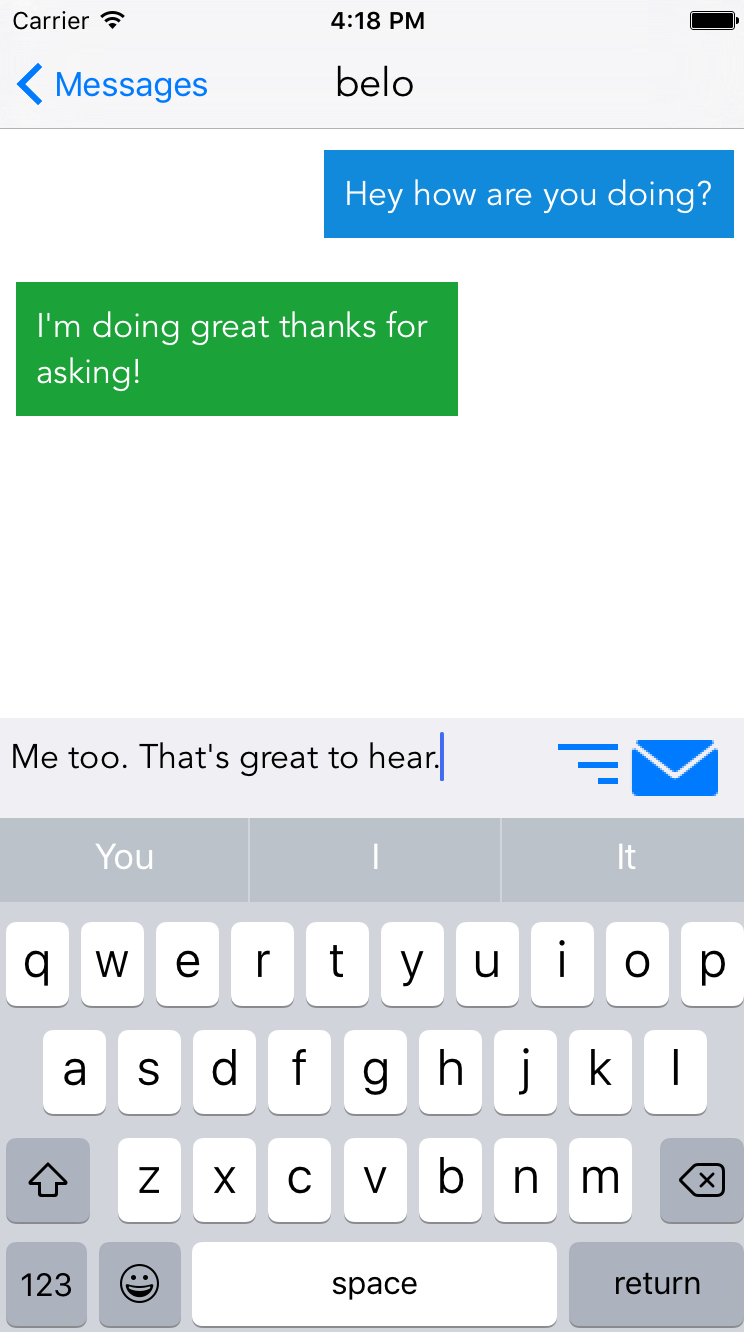 Carrier 4:18 PM
Messages belo
Hey how are you doing?
I'm doing great thanks for
asking!
Me too. That's great to hear.
You I It
q w e r t y u i o p
a s d f g h j k l
z x c v b n m
123 space return